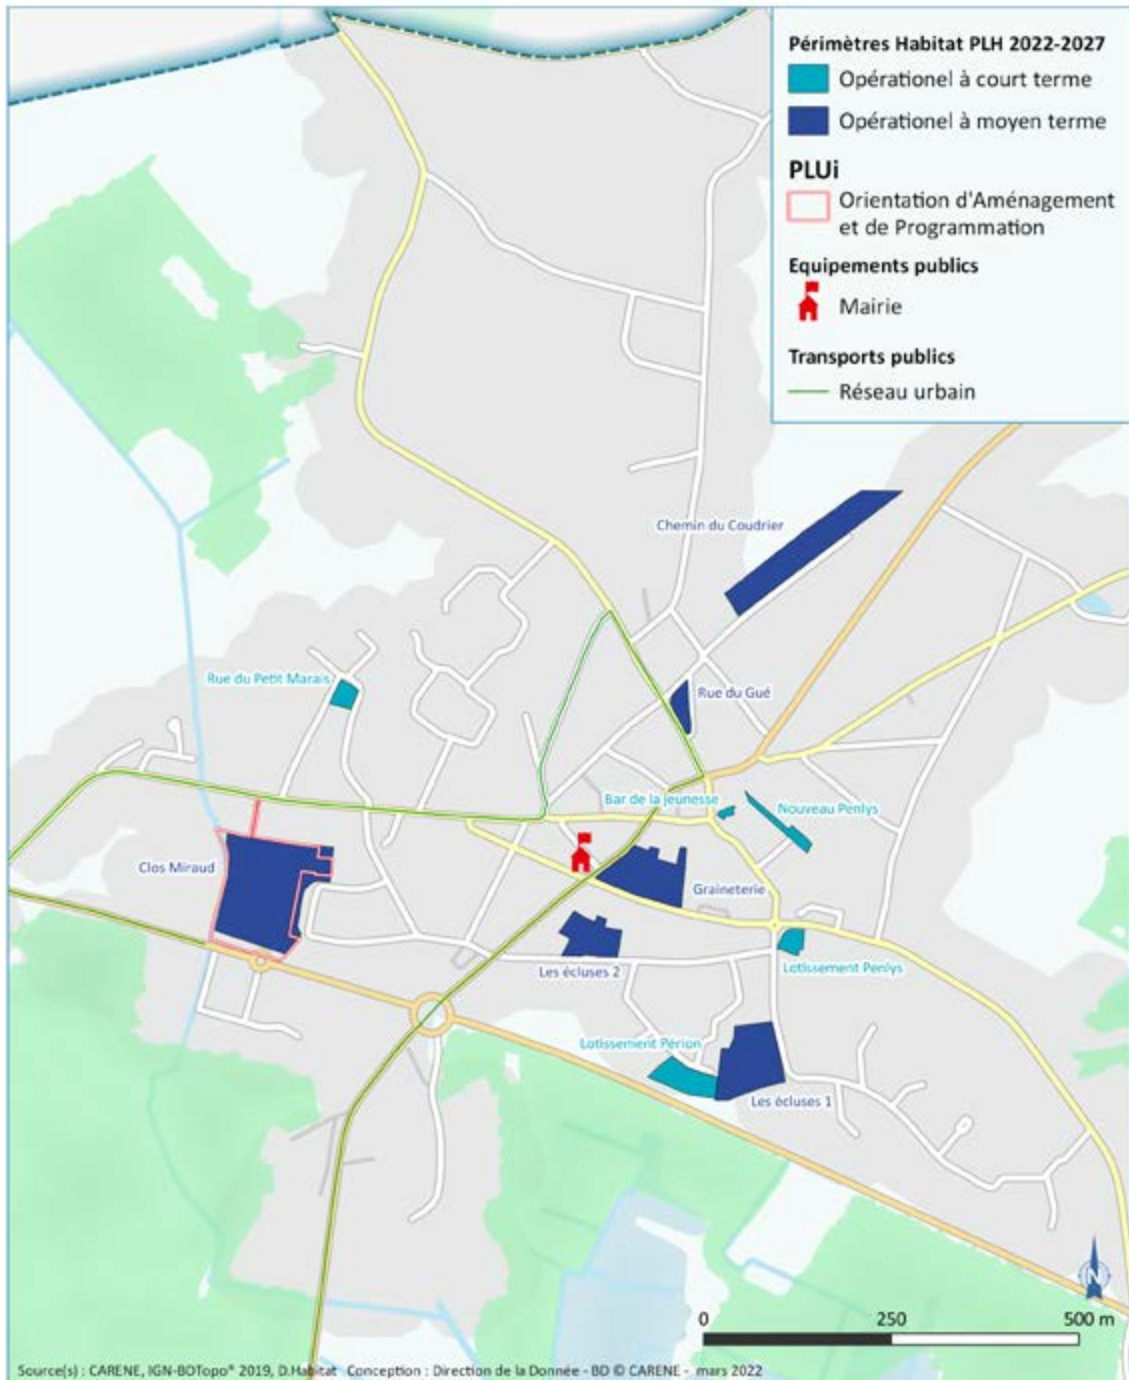 Périmètres Habitat PLH 2022-2027
Opérationel à court terme
Opérationel à moyen terme
PLUi
Orientation d'Aménagement
et de Programmation
Equipements publics
Mairie
Transports publics
Réseau urbain
Chemin du Coudrier
Rue du Petit Marais
Rue du Gué
Bar de la jeunesse
Nouveau Penlys
Clos Miraud
Graineterie
Les écluses 2
Lotissement Penlys
Lotissement Périon
Les écluses 1
N
0 250 500 m
Source(s) : CARENE, IGN-BDTopo® 2019, D.Habitat Conception : Direction de la Donnée - BD © CARENE - mars 2022